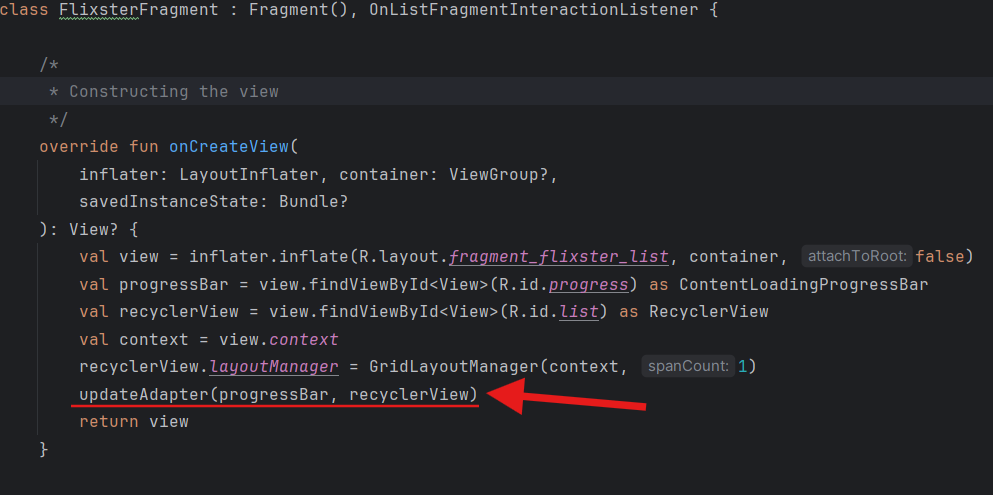 class FlixsterFragment : Fragment(), OnListFragmentInteractionListener {
/*
* Constructing the view
*/
override fun onCreateView(
inflater: LayoutInflater, container: ViewGroup?,
savedInstanceState: Bundle?
): View? {
val view = inflater.inflate(R.layout.fragment_flixster_list, container, attachToRoot: false)
val progressBar = view.findViewById<View>(R.id.progress) as ContentLoadingProgressBar
val recyclerView = view.findViewById<View>(R.id.list) as RecyclerView
val context = view.context
recyclerView.layoutManager = GridLayoutManager(context, spanCount: 1)
updateAdapter(progressBar, recyclerView)
return view
}